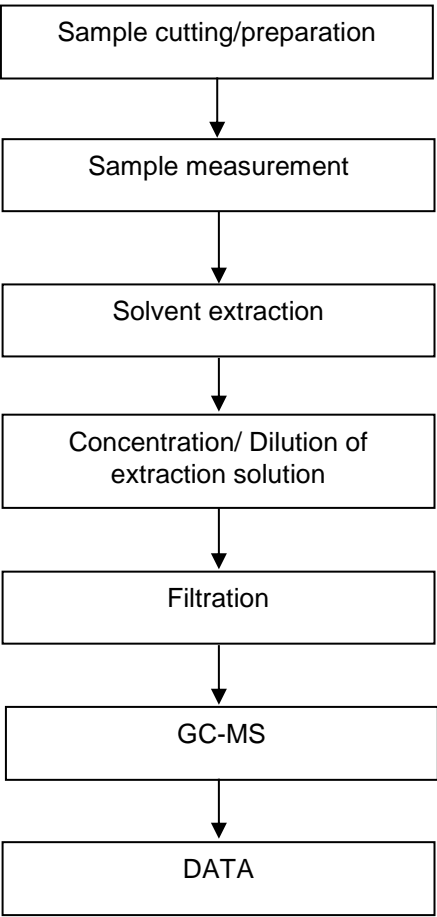 Sample cutting/preparation
Sample measurement
Solvent extraction
Concentration/ Dilution of
extraction solution
Filtration
GC-MS
DATA